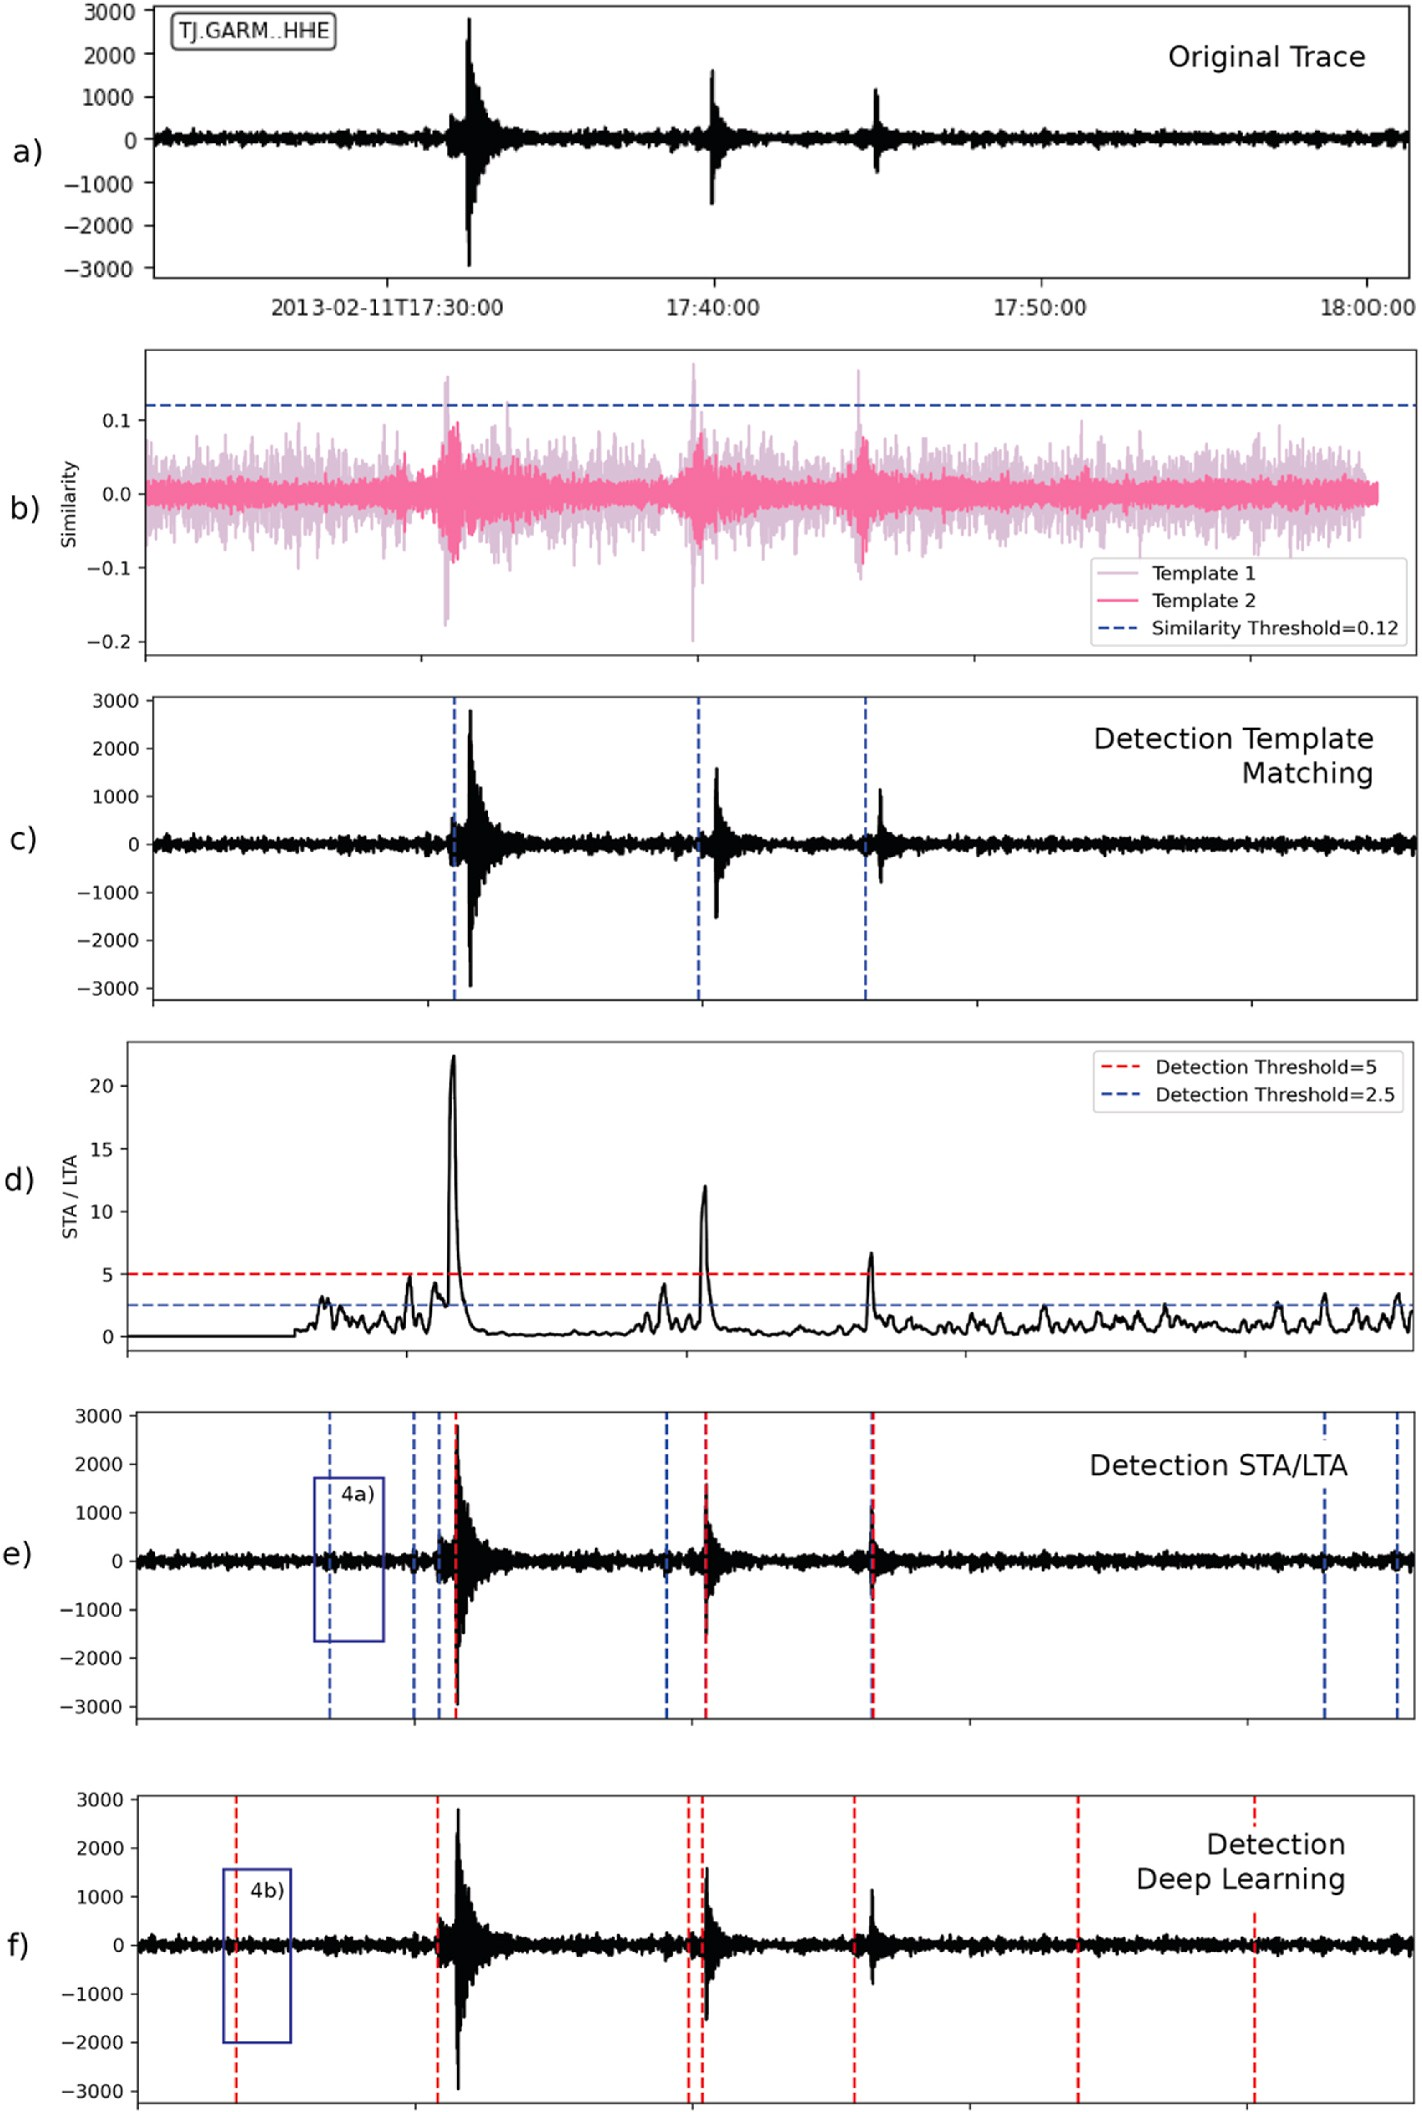 a)
TJ.GARM..HHE
Original Trace
3000
2000
1000
0
−1000
−2000
−3000
2013-02-11T17:30:00
17:40:00
17:50:00
18:00:00
b)
Similarity
0.1
0.0
−0.1
−0.2
Template 1
Template 2
Similarity Threshold=0.12
c)
3000
2000
1000
0
−1000
−2000
−3000
Detection Template
Matching
d)
STA / LTA
20
15
10
5
0
Detection Threshold=5
Detection Threshold=2.5
e)
3000
2000
1000
0
−1000
−2000
−3000
4a)
Detection STA/LTA
f)
3000
2000
1000
0
−1000
−2000
−3000
4b)
Detection
Deep Learning